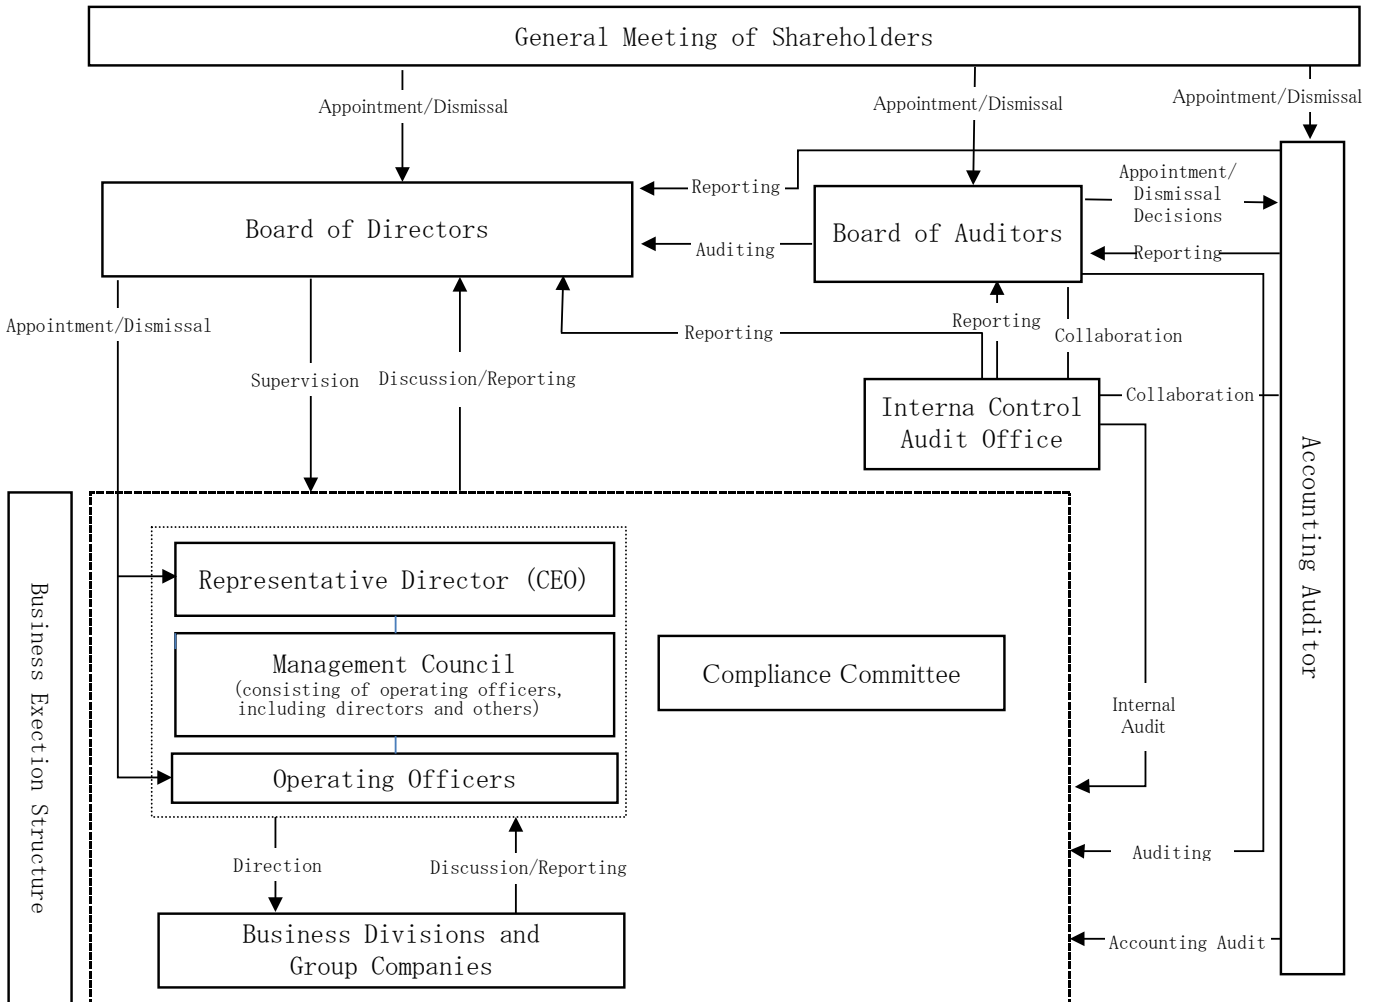 General Meeting of Shareholders
Appointment/Dismissal
Appointment/Dismissal
Appointment/Dismissal
Reporting
Appointment/
Dismissal
Decisions
Board of Directors
Board of Auditors
Auditing
Reporting
Appointment/Dismissal
Reporting
Reporting
Collaboration
Supervision
Discussion/Reporting
Collaboration
Interna Control
Audit Office
Accounting Auditor
Business Exection Structure
Representative Director (CEO)
Management Council
(consisting of operating officers,
including directors and others)
Compliance Committee
Internal
Audit
Operating Officers
Direction
Discussion/Reporting
Auditing
Business Divisions and
Group Companies
Accounting Audit